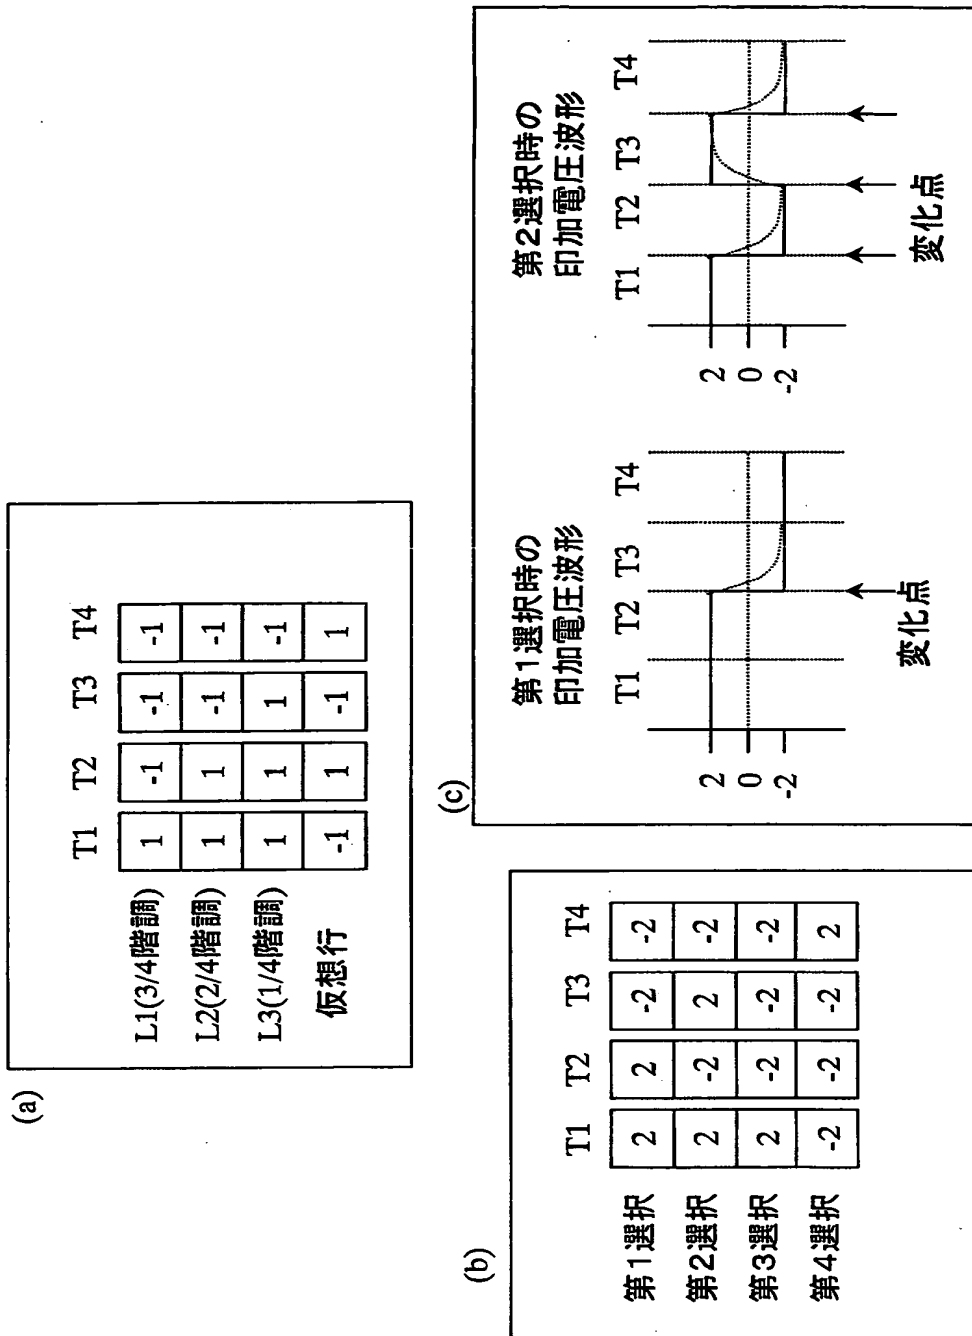 (a)
T1 T2 T3 T4
L1(3/4階調) 1 -1 -1 -1
L2(2/4階調) 1 1 -1 -1
L3(1/4階調) 1 1 1 -1
仮想行 -1 1 -1 1
(b)
T1 T2 T3 T4
第1選択 2 2 -2 -2
第2選択 2 -2 2 -2
第3選択 2 -2 -2 -2
第4選択 -2 -2 -2 2
(c)
第1選択時の
印加電圧波形
T1 T2 T3 T4
2
0
-2
変化点
第2選択時の
印加電圧波形
T1 T2 T3 T4
2
0
-2
変化点